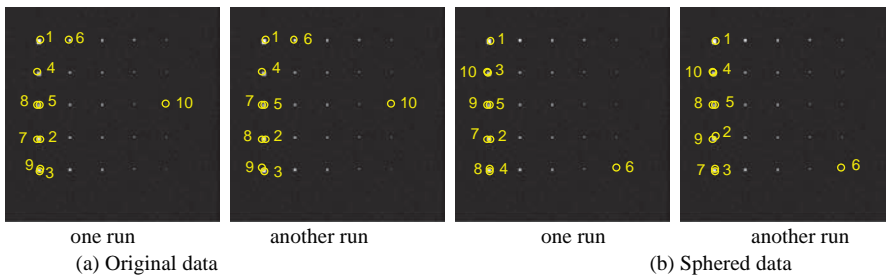 1 6 1 6 1 1
4 4 10 3 10 4
8 5 10 7 5 10 9 5 8 5
7 2 8 2 7 2 9 2
9 3 9 3 8 4 6 7 3 6
one run another run one run another run
(a) Original data (b) Sphered data